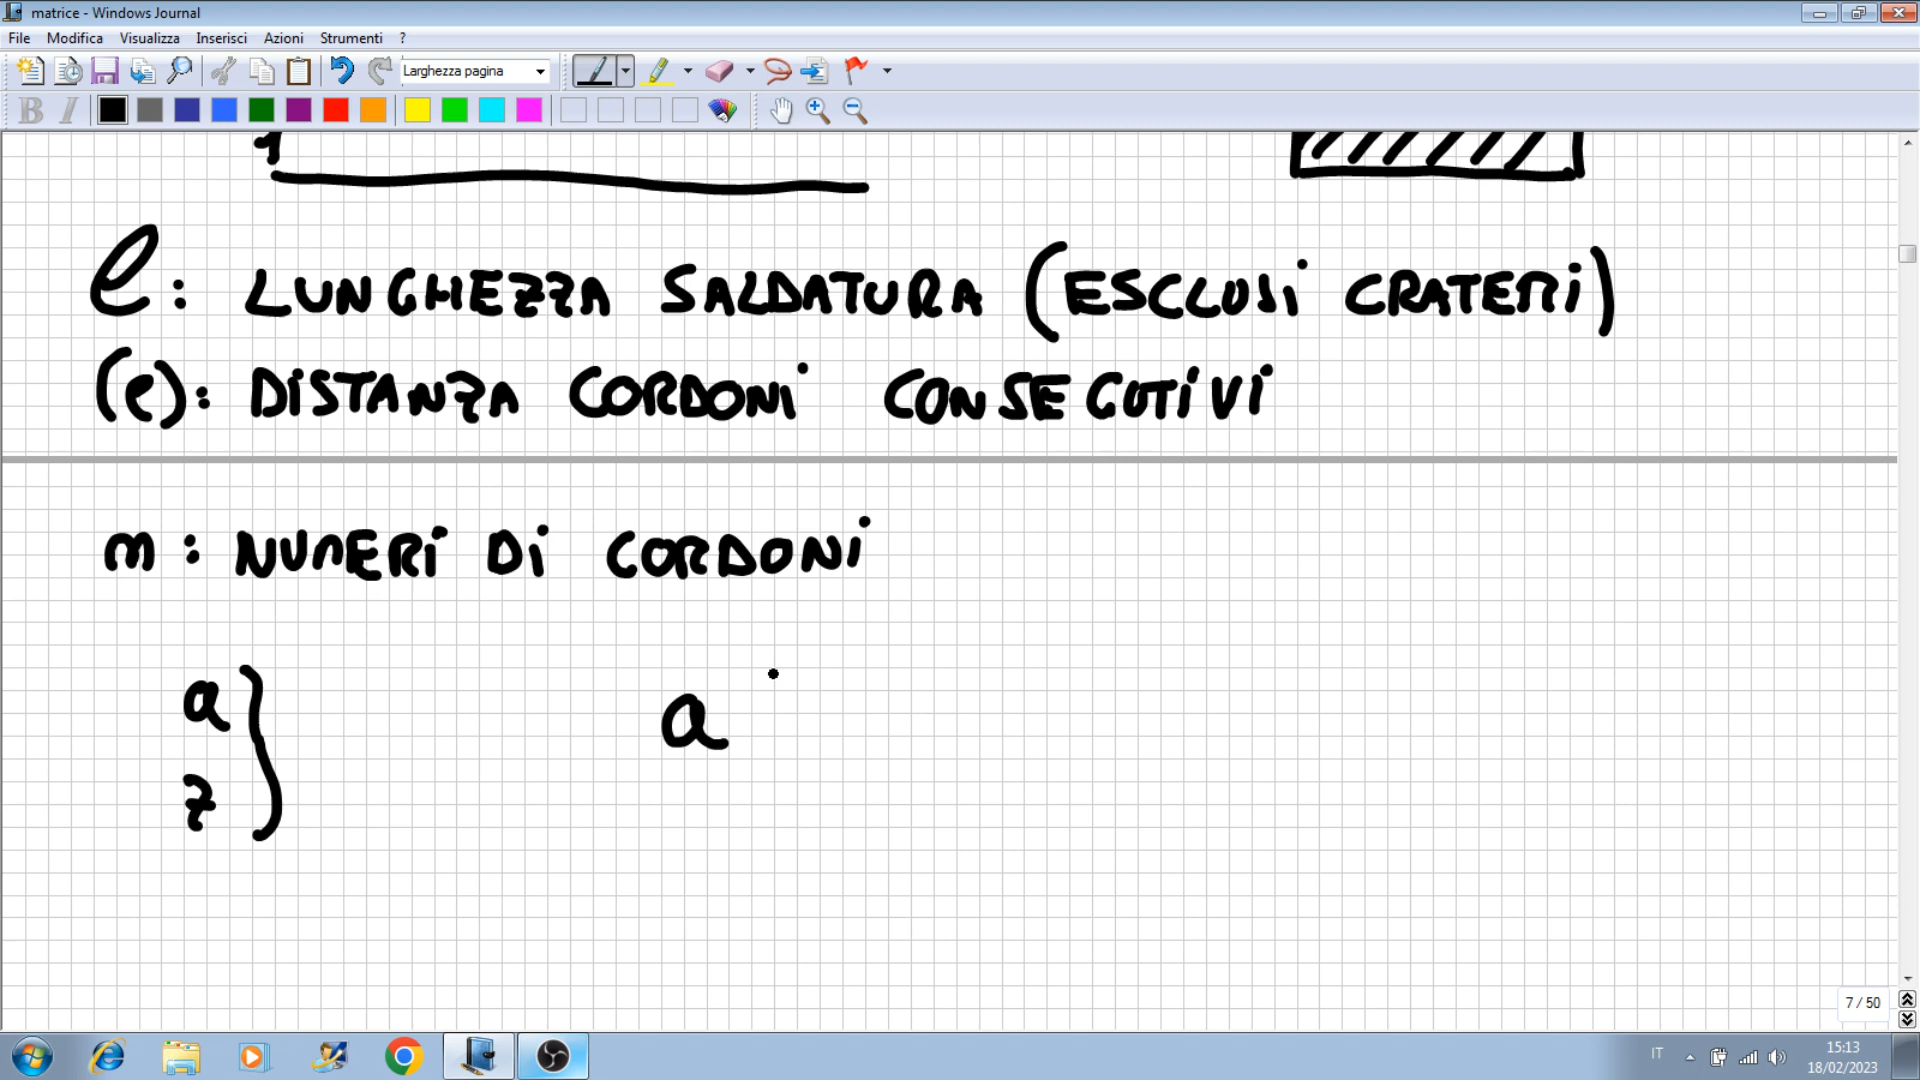 matrice - Windows Journal
File Modifica Visualizza Inserisci Azioni Strumenti ?
Larghezza pagina
B I
l: LUNGHEZZA SALDATURA (ESCLUSI CRATERI)
(e): DISTANZA CORDONI CONSECUTIVI
m: NUMERI DI CORDONI
a
z
a
7 / 50
IT
15:13
18/02/2023